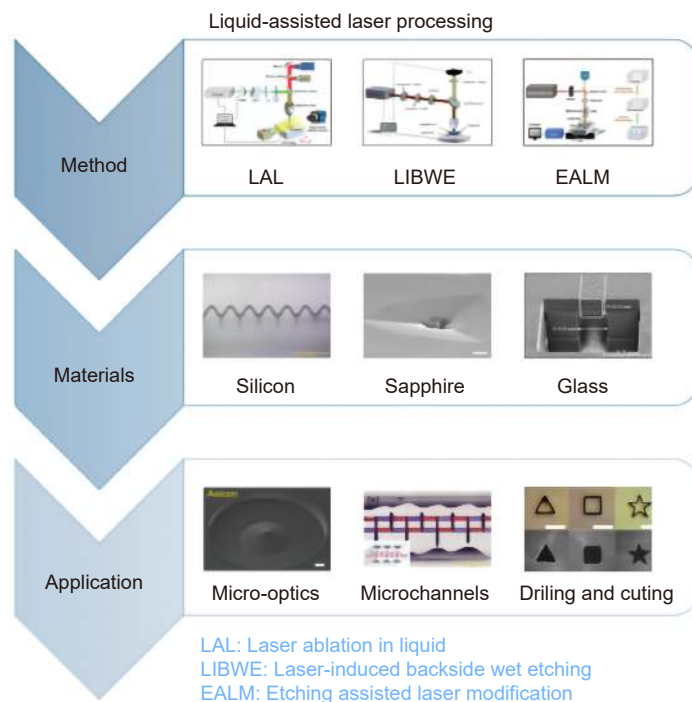 Liquid-assisted laser processing
Method
LAL
LIBWE
EALM
Materials
Silicon
Sapphire
Glass
Application
Axicon
Micro-optics
Microchannels
Driling and cuting
LAL: Laser ablation in liquid
LIBWE: Laser-induced backside wet etching
EALM: Etching assisted laser modification